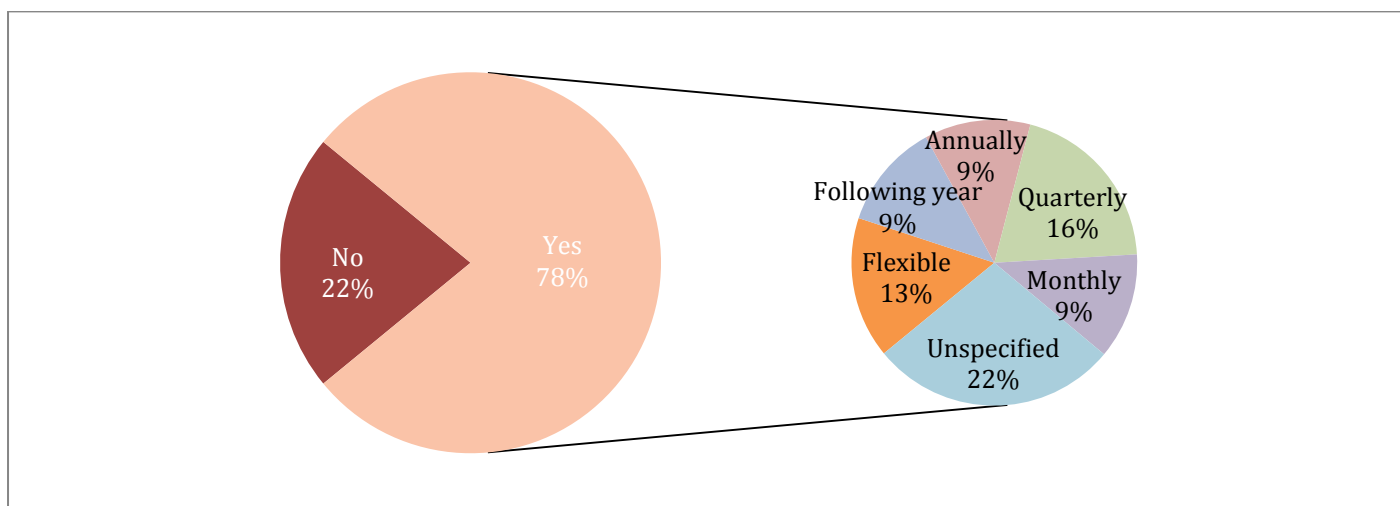 No
22%
Yes
78%
Annually
9%
Following year
9%
Quarterly
16%
Flexible
13%
Monthly
9%
Unspecified
22%